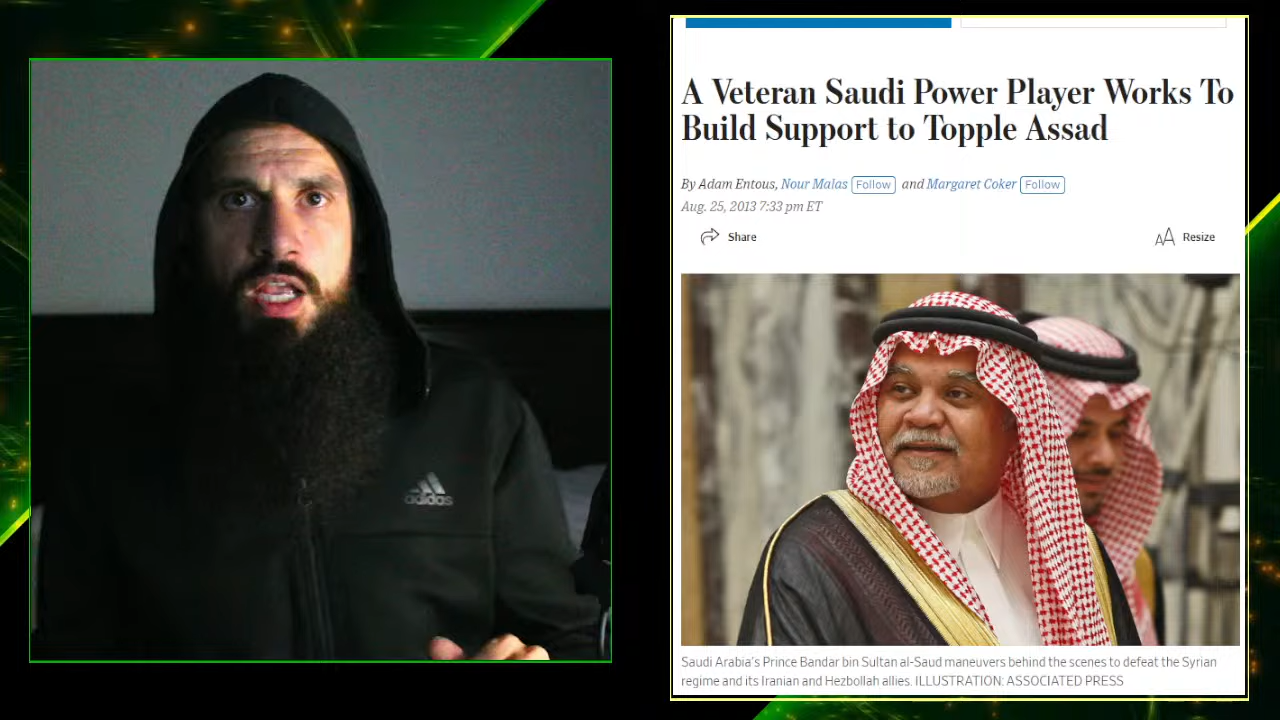 adidas
A Veteran Saudi Power Player Works To
Build Support to Topple Assad
By Adam Entous, Nour Malas Follow and Margaret Coker Follow
Aug. 25, 2013 7:33 pm ET
Share
AA Resize
Saudi Arabia's Prince Bandar bin Sultan al-Saud maneuvers behind the scenes to defeat the Syrian
regime and its Iranian and Hezbollah allies. ILLUSTRATION: ASSOCIATED PRESS